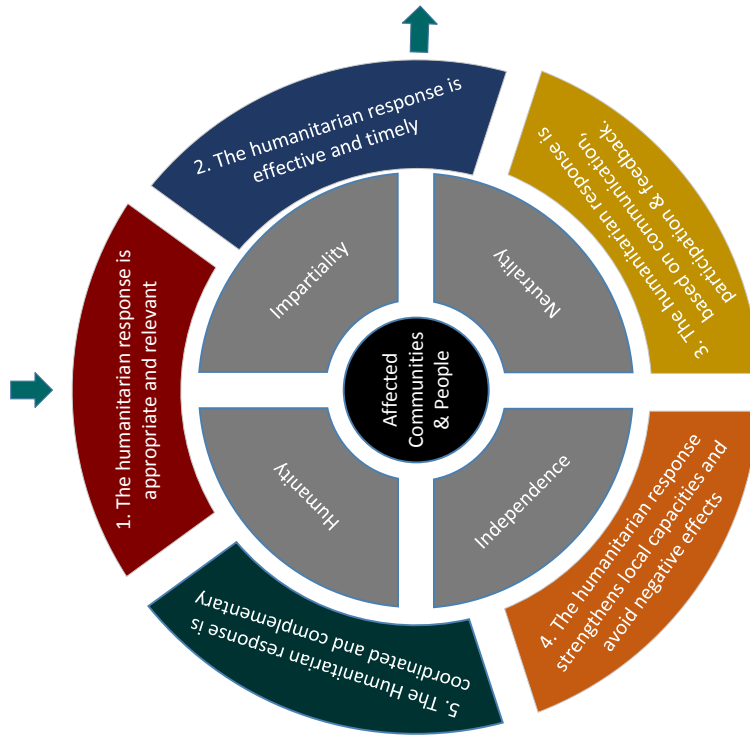 1. The humanitarian response is
appropriate and relevant
2. The humanitarian response is
effective and timely
3. The humanitarian response is
based on communication,
participation & feedback.
4. The humanitarian response
strengthens local capacities and
avoid negative effects
5. The Humanitarian response is
coordinated and complementary
Impartiality
Neutrality
Independence
Humanity
Affected
Communities
& People